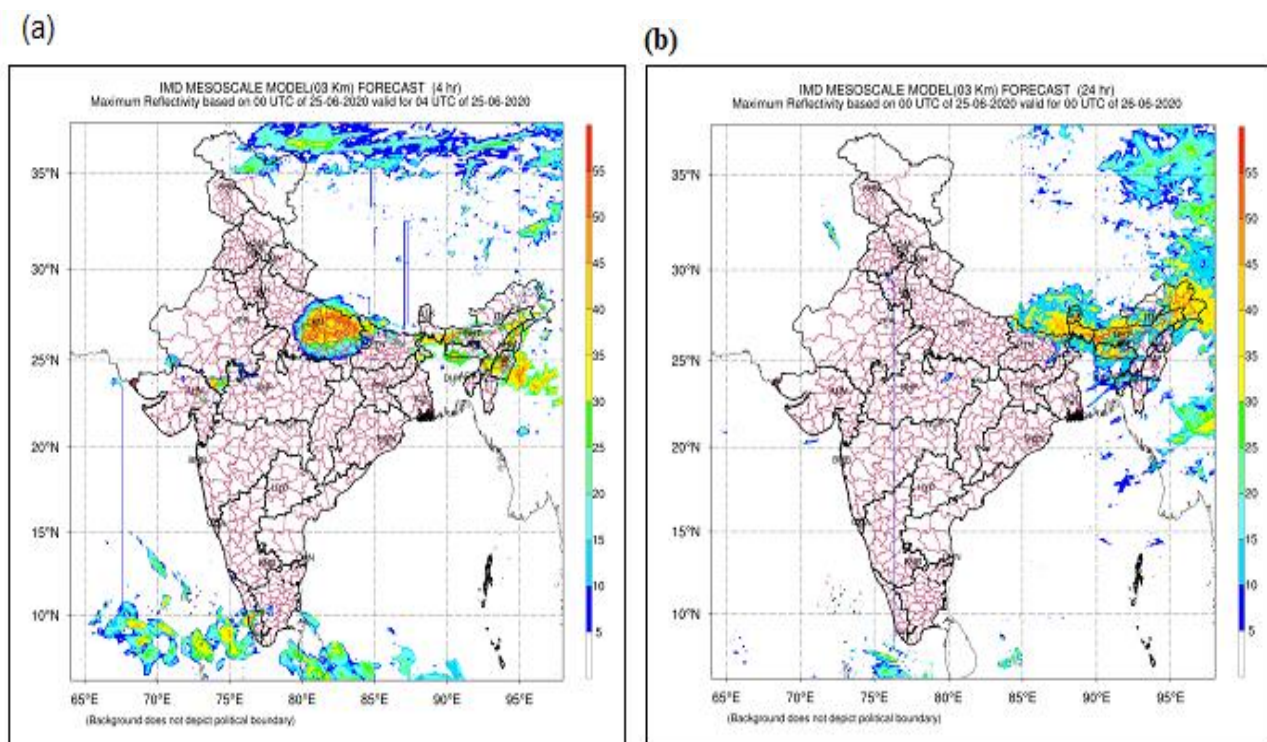 (a)
IMD MESOSCALE MODEL(03 Km) FORECAST (4 hr)
Maximum Reflectivity based on 00 UTC of 25-06-2020 valid for 04 UTC of 25-06-2020
35°N
30°N
25°N
20°N
15°N
10°N
65°E
70°E
75°E
80°E
85°E
90°E
95°E
55
50
45
40
35
30
25
20
15
10
5
(Background does not depict political boundary)
(b)
IMD MESOSCALE MODEL(03 Km) FORECAST (24 hr)
Maximum Reflectivity based on 00 UTC of 25-06-2020 valid for 00 UTC of 26-06-2020
35°N
30°N
25°N
20°N
15°N
10°N
65°E
70°E
75°E
80°E
85°E
90°E
95°E
55
50
45
40
35
30
25
20
15
10
5
(Background does not depict political boundary)